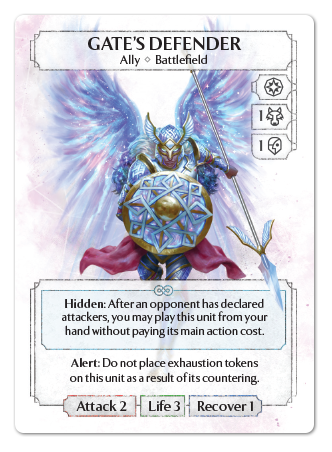 GATE'S DEFENDER
Ally ◇ Battlefield
1
1
Hidden: After an opponent has declared
attackers, you may play this unit from your
hand without paying its main action cost.
Alert: Do not place exhaustion tokens
on this unit as a result of its countering.
Attack 2 Life 3 Recover 1